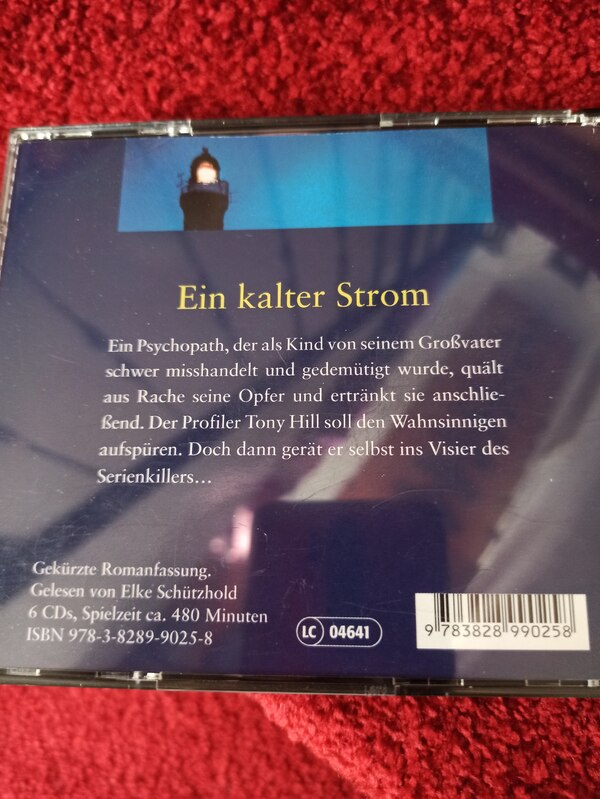 Ein kalter Strom
Ein Psychopath, der als Kind von seinem Großvater
schwer misshandelt und gedemütigt wurde, quält
aus Rache seine Opfer und ertränkt sie anschlie-
ßend. Der Profiler Tony Hill soll den Wahnsinnigen
aufspüren. Doch dann gerät er selbst ins Visier des
Serienkillers...
Gekürzte Romanfassung.
Gelesen von Elke Schützhold
6 CDs, Spielzeit ca. 480 Minuten
ISBN 978-3-8289-9025-8
LC 04641
9 783828 990258